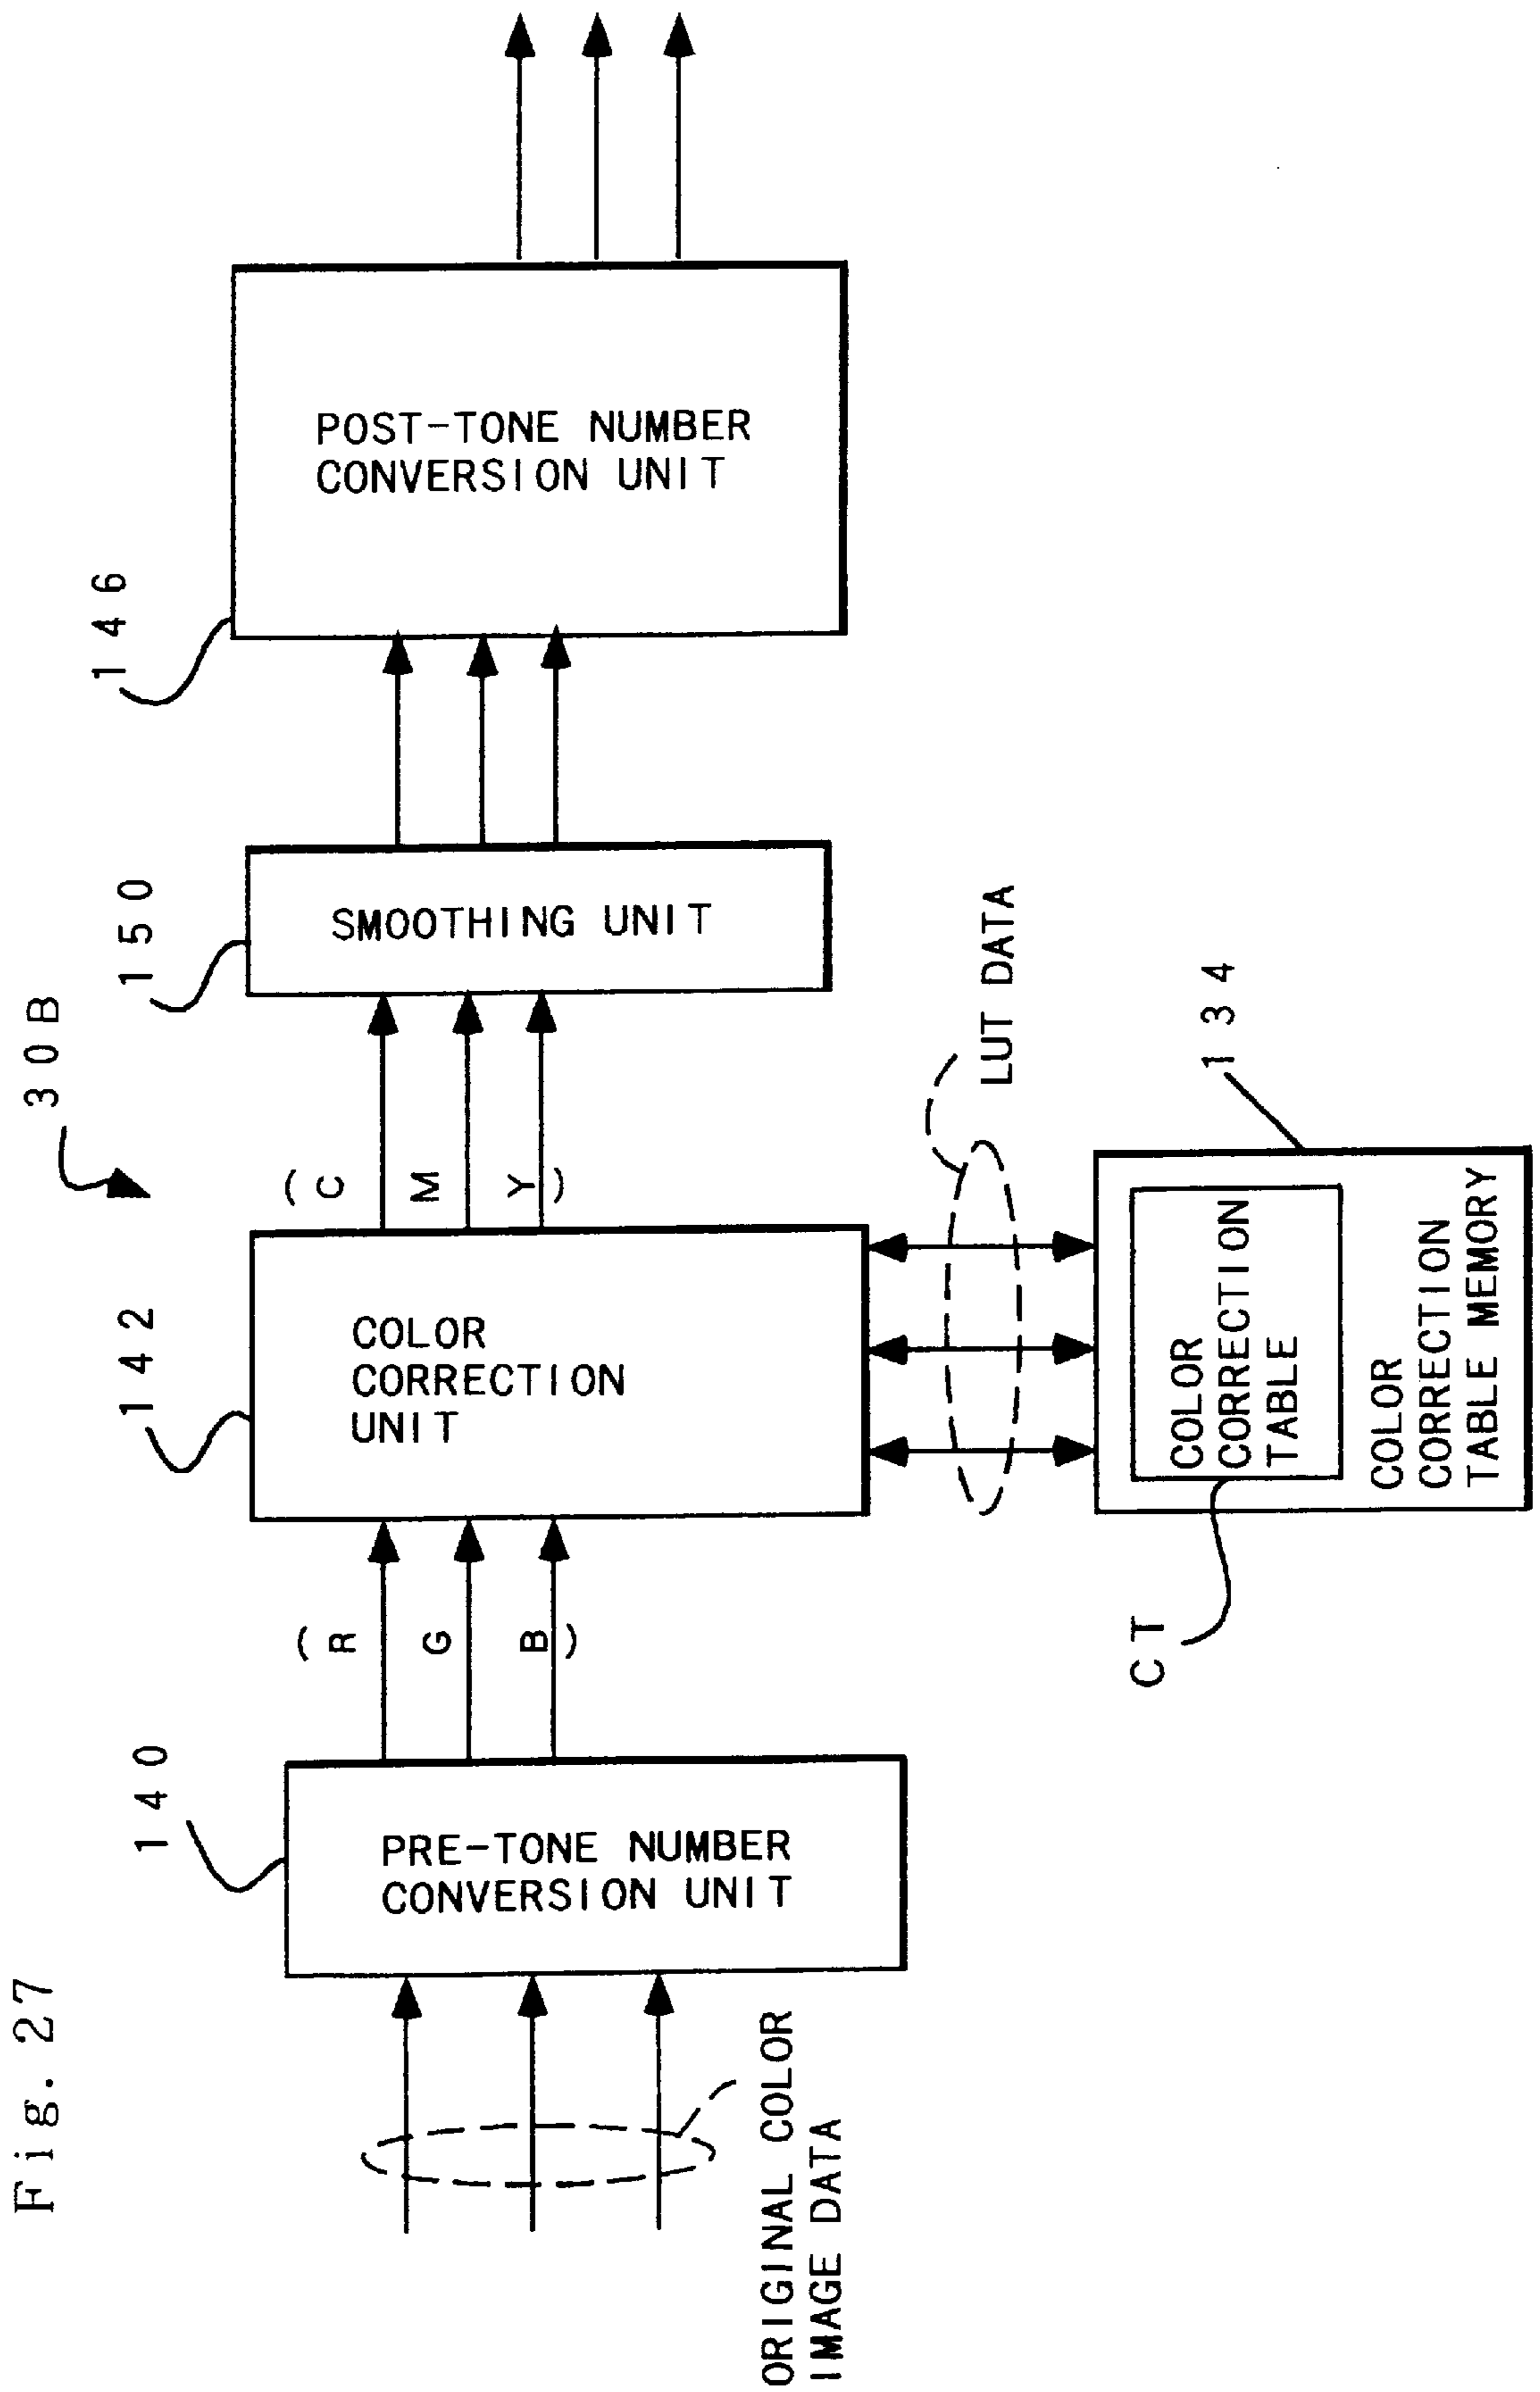 Fig. 27
30B
140
142
150
146
ORIGINAL COLOR
IMAGE DATA
PRE-TONE NUMBER
CONVERSION UNIT
(R
G
B)
COLOR
CORRECTION
UNIT
(C
M
Y)
SMOOTHING UNIT
POST-TONE NUMBER
CONVERSION UNIT
LUT DATA
CT
134
COLOR
CORRECTION
TABLE
COLOR
CORRECTION
TABLE MEMORY